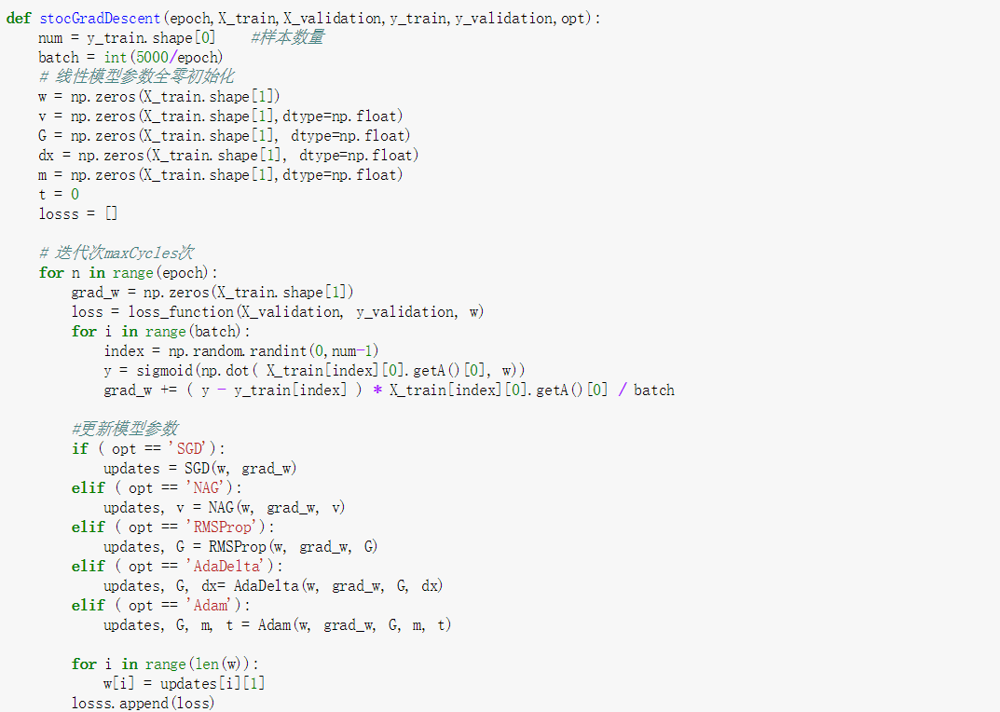 def stocGradDescent(epoch,X_train,X_validation,y_train,y_validation,opt):
    num = y_train.shape[0]    #样本数量
    batch = int(5000/epoch)
    # 线性模型参数全零初始化
    w = np.zeros(X_train.shape[1])
    v = np.zeros(X_train.shape[1],dtype=np.float)
    G = np.zeros(X_train.shape[1], dtype=np.float)
    dx = np.zeros(X_train.shape[1], dtype=np.float)
    m = np.zeros(X_train.shape[1],dtype=np.float)
    t = 0
    losss = []
    # 迭代次maxCycles次
    for n in range(epoch):
        grad_w = np.zeros(X_train.shape[1])
        loss = loss_function(X_validation, y_validation, w)
        for i in range(batch):
            index = np.random.randint(0,num-1)
            y = sigmoid(np.dot( X_train[index][0].getA()[0], w))
            grad_w += ( y - y_train[index] ) * X_train[index][0].getA()[0] / batch
        #更新模型参数
        if ( opt == 'SGD'):
            updates = SGD(w, grad_w)
        elif ( opt == 'NAG'):
            updates, v = NAG(w, grad_w, v)
        elif ( opt == 'RMSProp'):
            updates, G = RMSProp(w, grad_w, G)
        elif ( opt == 'AdaDelta'):
            updates, G, dx= AdaDelta(w, grad_w, G, dx)
        elif ( opt == 'Adam'):
            updates, G, m, t = Adam(w, grad_w, G, m, t)
        for i in range(len(w)):
            w[i] = updates[i][1]
        losss.append(loss)